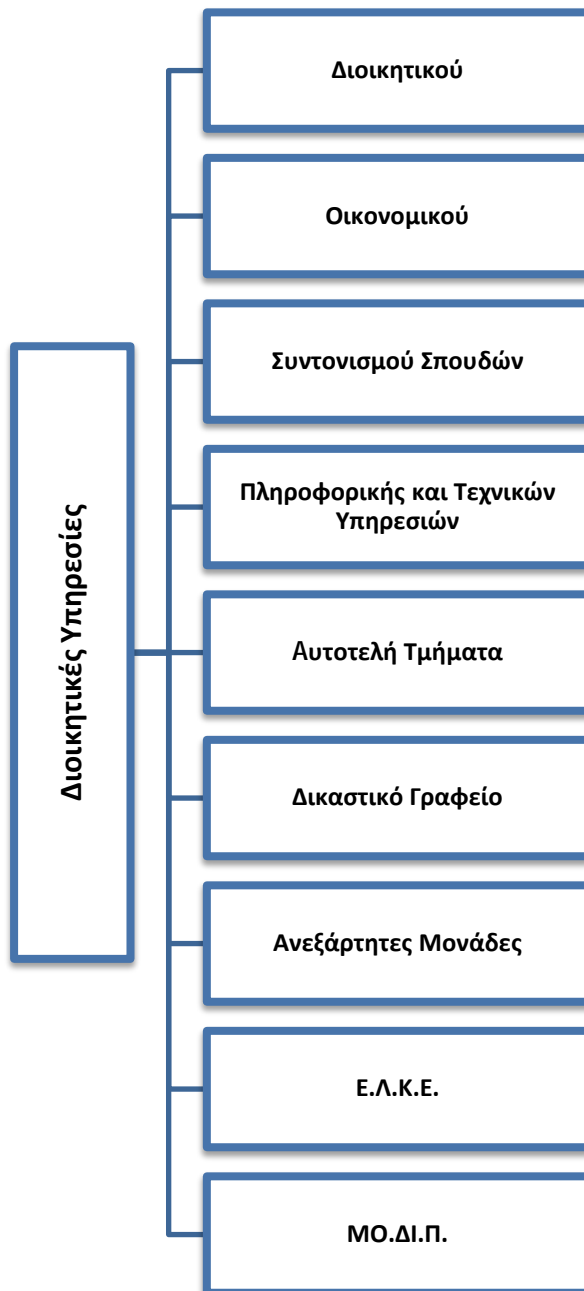 Διοικητικές Υπηρεσίες
Διοικητικού
Οικονομικού
Συντονισμού Σπουδών
Πληροφορικής και Τεχνικών
Υπηρεσιών
Αυτοτελή Τμήματα
Δικαστικό Γραφείο
Ανεξάρτητες Μονάδες
Ε.Λ.Κ.Ε.
ΜΟ.ΔΙ.Π.